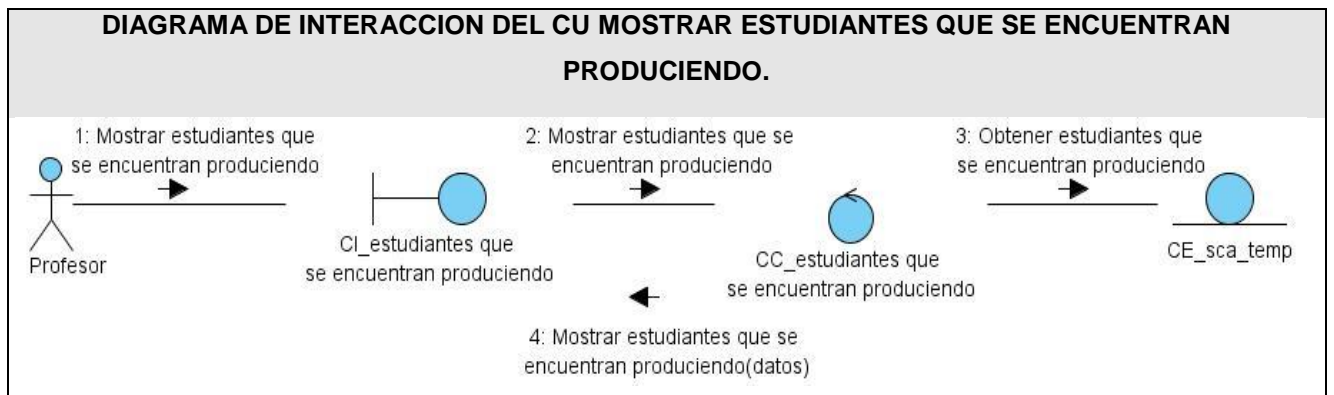 DIAGRAMA DE INTERACCION DEL CU MOSTRAR ESTUDIANTES QUE SE ENCUENTRAN
PRODUCIENDO.
1: Mostrar estudiantes que
se encuentran produciendo
2: Mostrar estudiantes que se
encuentran produciendo
3: Obtener estudiantes que
se encuentran produciendo
Profesor
CI_estudiantes que
se encuentran produciendo
CC_estudiantes que
se encuentran produciendo
CE_sca_temp
4: Mostrar estudiantes que se
encuentran produciendo(datos)